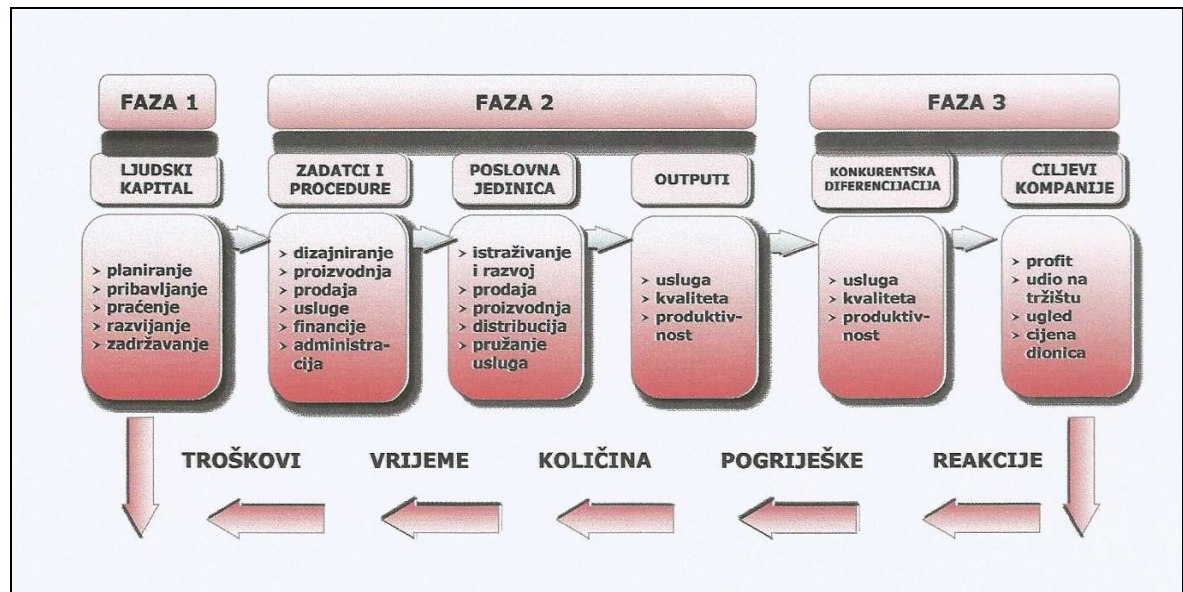 FAZA 1
FAZA 2
FAZA 3
LJUDSKI
KAPITAL
ZADATCI I
PROCEDURE
POSLOVNA
JEDINICA
OUTPUTI
KONKURENTSKA
DIFERENCIJACIJA
CILJEVI
KOMPANIJE
> planiranje
> pribavljanje
> praćenje
> razvijanje
> zadržavanje
> dizajniranje
> proizvodnja
> prodaja
> usluge
> financije
> administra-
cija
> istraživanje
i razvoj
> prodaja
> proizvodnja
> distribucija
> pružanje
usluga
> usluga
> kvaliteta
> produktiv-
nost
> usluga
> kvaliteta
> produktiv-
nost
> profit
> udio na
tržištu
> ugled
> cijena
dionica
TROŠKOVI
VRIJEME
KOLIČINA
POGRIJEŠKE
REAKCIJE